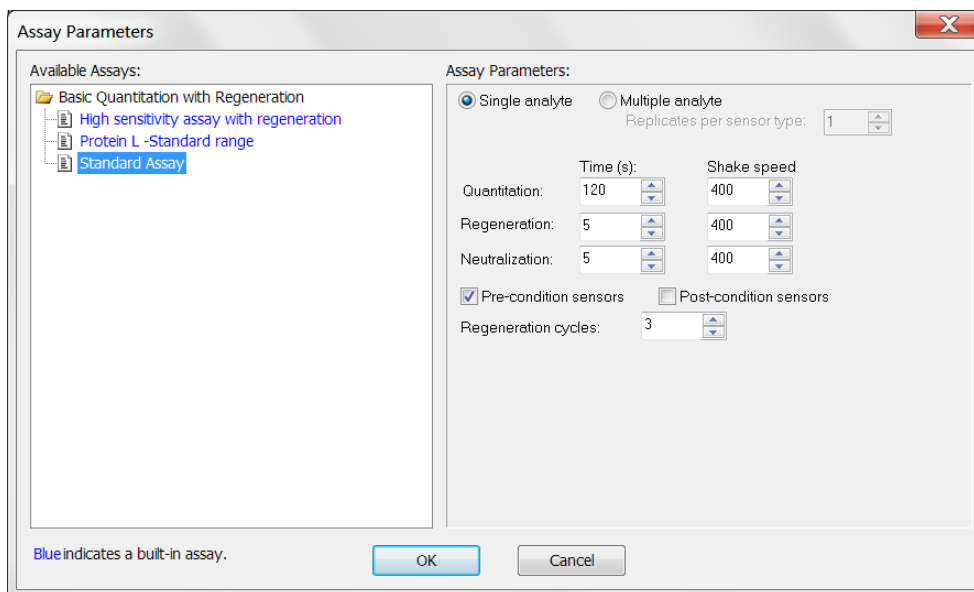 Assay Parameters
Available Assays:
Basic Quantitation with Regeneration
High sensitivity assay with regeneration
Protein L -Standard range
Standard Assay
Blue indicates a built-in assay.
Assay Parameters:
Single analyte Multiple analyte
Replicates per sensor type: 1
Time (s): Shake speed
Quantitation: 120 400
Regeneration: 5 400
Neutralization: 5 400
Pre-condition sensors Post-condition sensors
Regeneration cycles: 3
OK Cancel